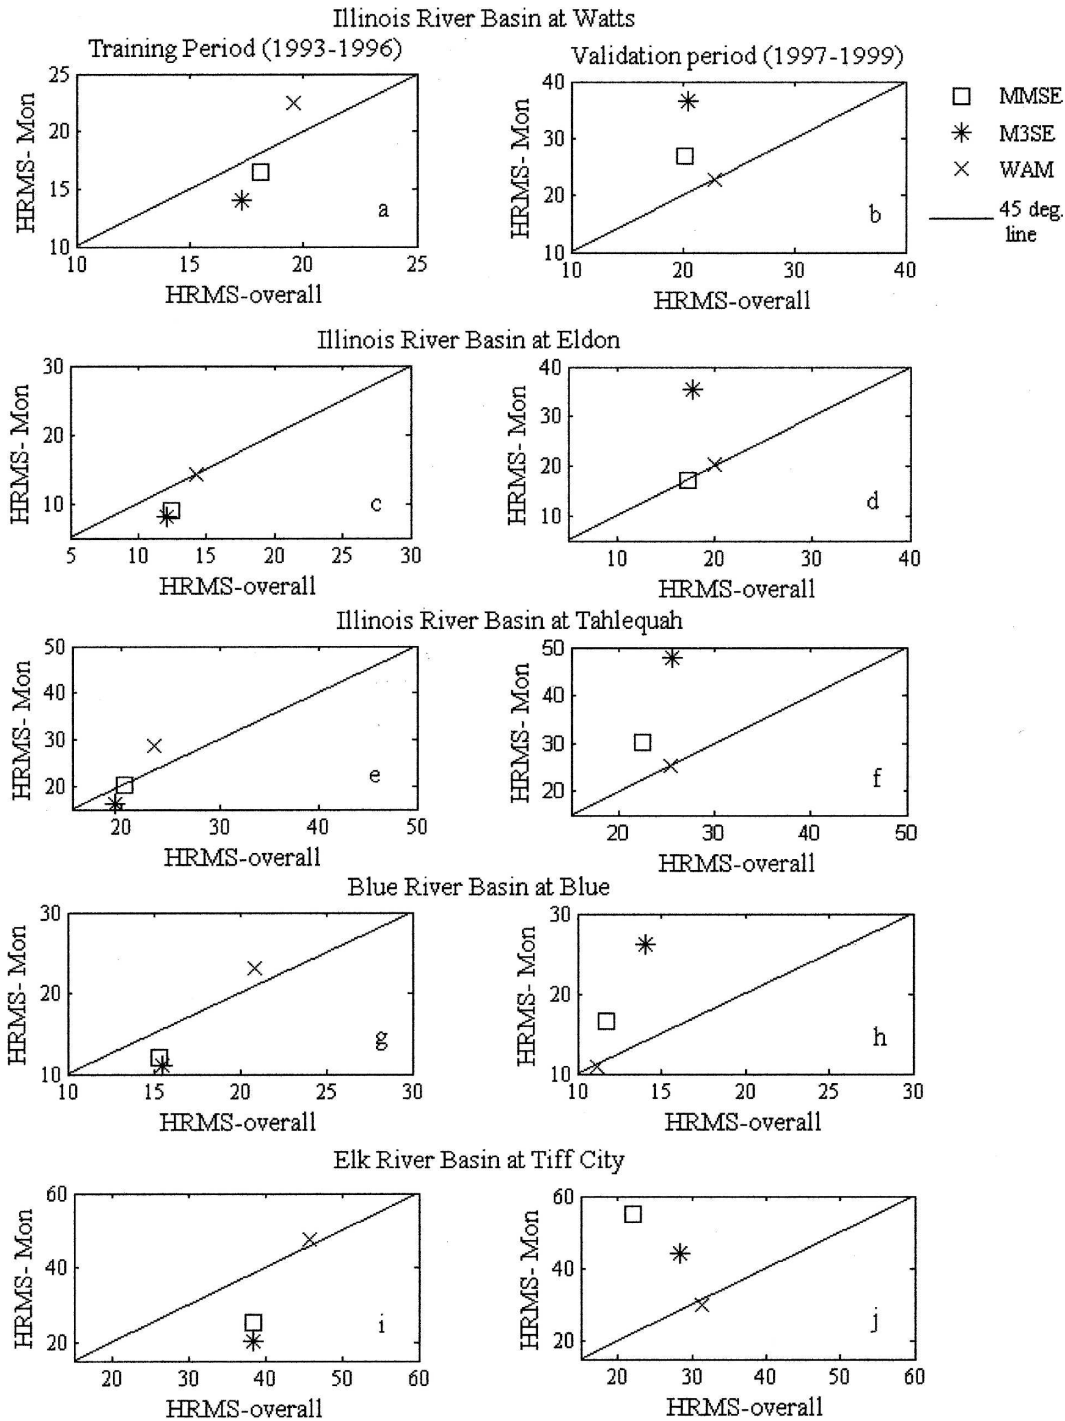 Illinois River Basin at Watts
Training Period (1993-1996)
Validation period (1997-1999)
25
20
15
10
HRMS- Mon
a
10 15 20 25
HRMS-overall
40
30
20
10
HRMS- Mon
b
10 20 30 40
HRMS-overall
MMSE
M3SE
WAM
45 deg.
line
Illinois River Basin at Eldon
30
20
10
HRMS- Mon
c
5 10 15 20 25 30
HRMS-overall
40
30
20
10
HRMS- Mon
d
10 20 30 40
HRMS-overall
Illinois River Basin at Tahlequah
50
40
30
20
HRMS- Mon
e
20 30 40 50
HRMS-overall
50
40
30
20
HRMS- Mon
f
20 30 40 50
HRMS-overall
Blue River Basin at Blue
30
20
10
HRMS- Mon
g
10 15 20 25 30
HRMS-overall
30
20
10
HRMS- Mon
h
10 15 20 25 30
HRMS-overall
Elk River Basin at Tiff City
60
40
20
HRMS- Mon
i
20 30 40 50 60
HRMS-overall
60
40
20
HRMS- Mon
j
20 30 40 50 60
HRMS-overall